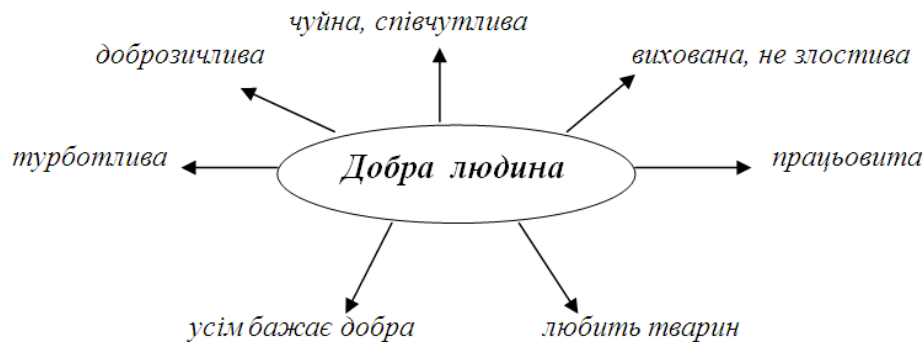 чуйна, співчутлива
доброзичлива
вихована, не злостива
турботлива
Добра людина
працьовита
усім бажає добра
любить тварин